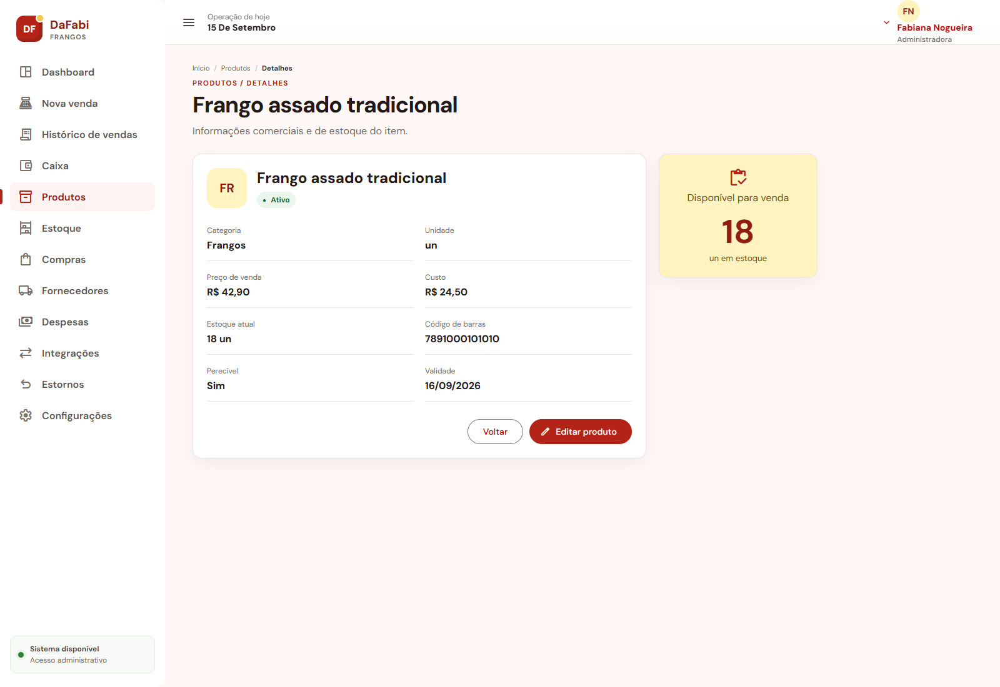 DF
DaFabi
FRANGOS
Dashboard
Nova venda
Histórico de vendas
Caixa
Produtos
Estoque
Compras
Fornecedores
Despesas
Integrações
Estornos
Configurações
Sistema disponível
Acesso administrativo
Operação de hoje
15 De Setembro
FN
Fabiana Nogueira
Administradora
Início / Produtos / Detalhes
PRODUTOS / DETALHES
Frango assado tradicional
Informações comerciais e de estoque do item.
FR
Frango assado tradicional
Ativo
Categoria
Frangos
Unidade
un
Preço de venda
R$ 42,90
Custo
R$ 24,50
Estoque atual
18 un
Código de barras
7891000101010
Perecível
Sim
Validade
16/09/2026
Voltar
Editar produto
Disponível para venda
18
un em estoque